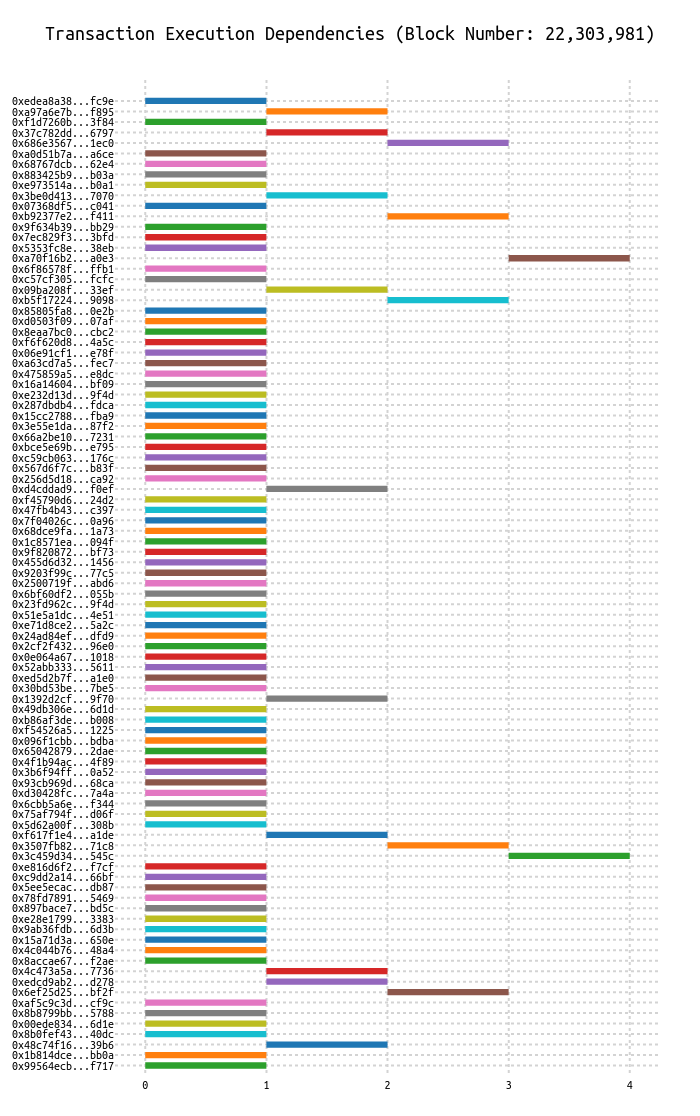 Transaction Execution Dependencies (Block Number: 22,303,981)
0xedea8a38...fc9e
0xa97a6e7b...f895
0xf1d7260b...3f84
0x37c782dd...6797
0x686e3567...1ec0
0xa0d51b7a...a6ce
0x68767dcb...62e4
0x883425b9...b03a
0xe973514a...b0a1
0x3be0d413...7070
0x07368df5...c041
0xb92377e2...f411
0x9f634b39...bb29
0x7ec829f3...3bfd
0x5353fc8e...38eb
0xa70f16b2...a0e3
0x6f86578f...ffb1
0xc57cf305...fcfc
0x09ba208f...33ef
0xb5f17224...9098
0x85805fa8...0e2b
0xd0503f09...07af
0x8eaa7bc0...cbc2
0xf6f620d8...4a5c
0x06e91cf1...e78f
0xa63cd7a5...fec7
0x475859a5...e8dc
0x16a14604...bf09
0xe232d13d...9f4d
0x287dbdb4...fdca
0x15cc2788...fba9
0x3e55e1da...87f2
0x66a2be10...7231
0xbce5e69b...e795
0xc59cb063...176c
0x567d6f7c...b83f
0x256d5d18...ca92
0xd4cddad9...f0ef
0xf45790d6...24d2
0x47fb4b43...c397
0x7f04026c...0a96
0x68dce9fa...1a73
0x1c8571ea...094f
0x9f820872...bf73
0x455d6d32...1456
0x9203f99c...77c5
0x2500719f...abd6
0x6bf60df2...055b
0x23fd962c...9f4d
0x51e5a1dc...4e51
0xe71d8ce2...5a2c
0x24ad84ef...dfd9
0x2cf2f432...96e0
0x0e064a67...1018
0x52abb333...5611
0xed5d2b7f...a1e0
0x30bd53be...7be5
0x1392d2cf...9f70
0x49db306e...6d1d
0xb86af3de...b008
0xf54526a5...1225
0x096f1cbb...bdba
0x65042879...2dae
0x4f1b94ac...4f89
0x3b6f94ff...0a52
0x93cb969d...68ca
0xd30428fc...7a4a
0x6cbb5a6e...f344
0x75af794f...d06f
0x5d62a00f...308b
0xf617f1e4...a1de
0x3507fb82...71c8
0x3c459d34...545c
0xe816d6f2...f7cf
0xc9dd2a14...66bf
0x5ee5ecac...db87
0x78fd7891...5469
0x897bace7...bd5c
0xe28e1799...3383
0x9ab36fdb...6d3b
0x15a71d3a...650e
0x4c044b76...48a4
0x8accae67...f2ae
0x4c473a5a...7736
0xedcd9ab2...d278
0x6ef25d25...bf2f
0xaf5c9c3d...cf9c
0x8b8799bb...5788
0x00ede834...6d1e
0x8b0fef43...40dc
0x48c74f16...39b6
0x1b814dce...bb0a
0x99564ecb...f717
0 1 2 3 4